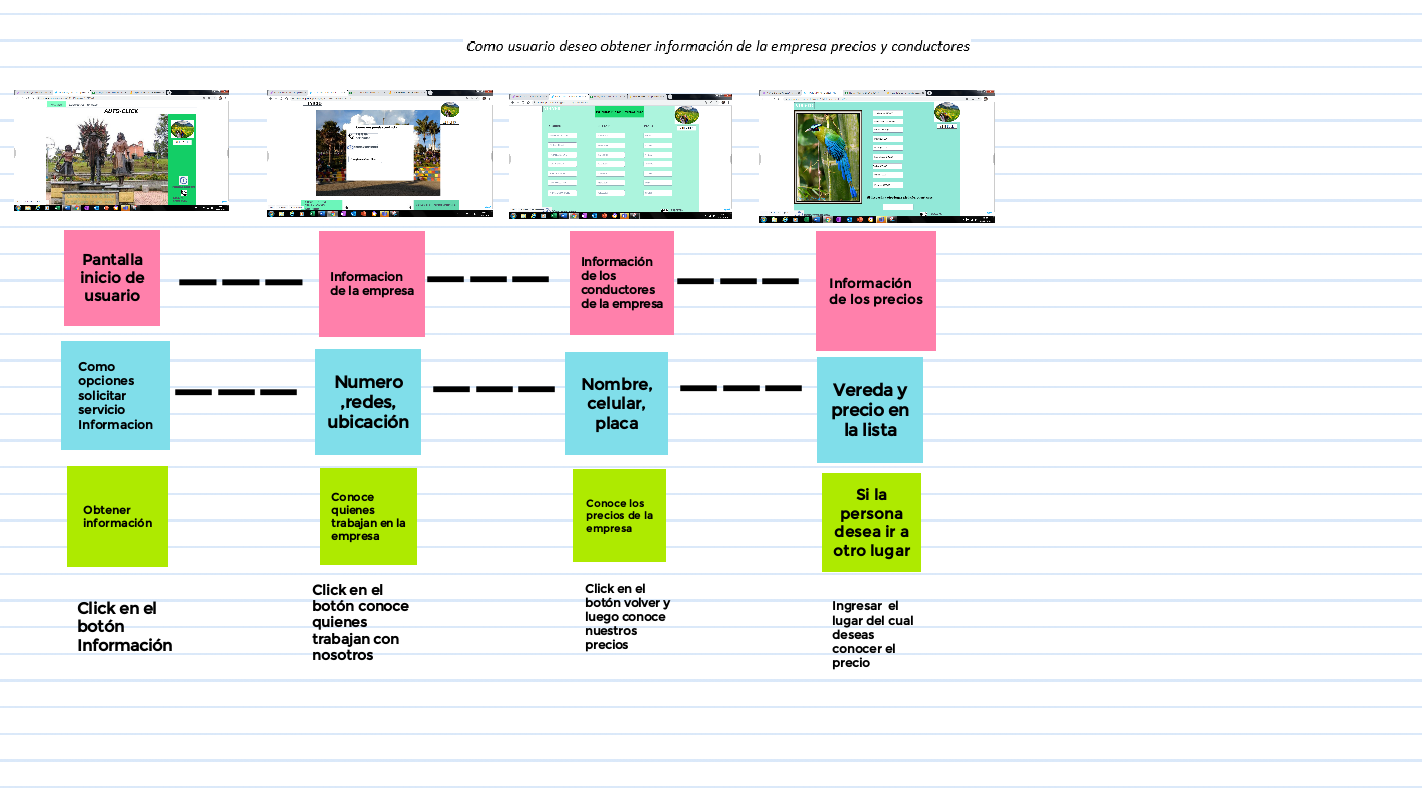 Como usuario deseo obtener información de la empresa precios y conductores
AUTO-CLICK
Pantalla
inicio de
usuario
Informacion
de la empresa
Información
de los
conductores
de la empresa
Información
de los precios
Como
opciones
solicitar
servicio
Informacion
Numero
,redes,
ubicación
Nombre,
celular,
placa
Vereda y
precio en
la lista
Obtener
información
Conoce
quienes
trabajan en la
empresa
Conoce los
precios de la
empresa
Si la
persona
desea ir a
otro lugar
Click en el
botón
Información
Click en el
botón conoce
quienes
trabajan con
nosotros
Click en el
botón volver y
luego conoce
nuestros
precios
Ingresar el
lugar del cual
deseas
conocer el
precio